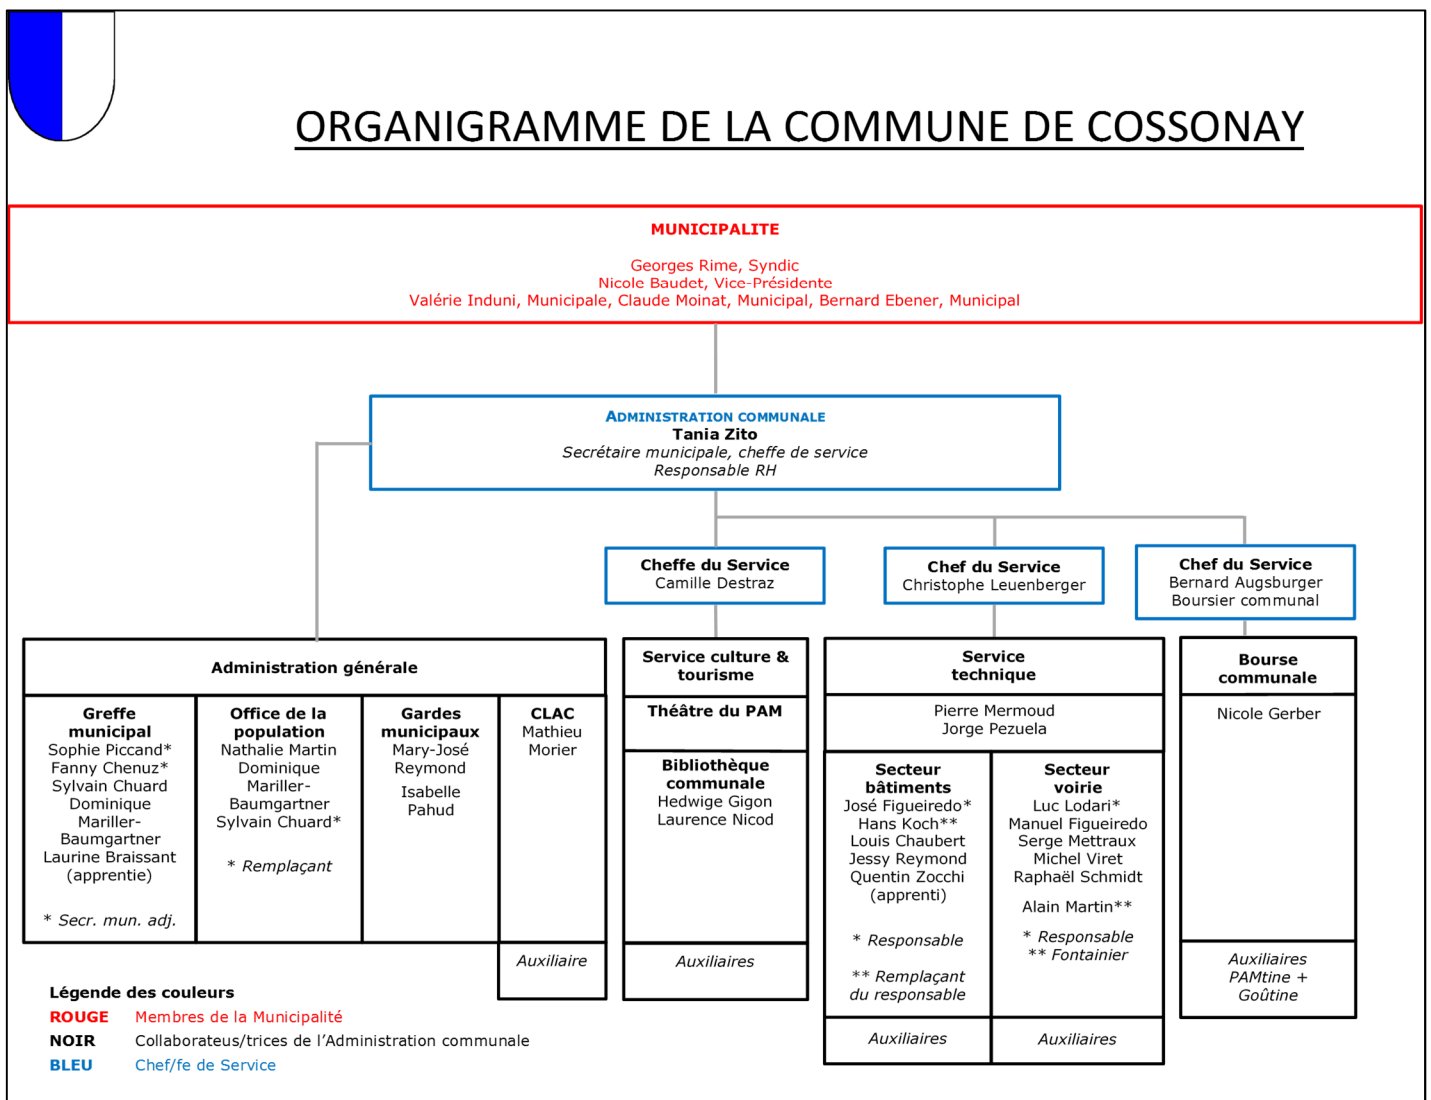 ORGANIGRAMME DE LA COMMUNE DE COSSONAY
MUNICIPALITE
Georges Rime, Syndic
Nicole Baudet, Vice-Présidente
Valérie Induni, Municipale, Claude Moinat, Municipal, Bernard Ebener, Municipal
ADMINISTRATION COMMUNALE
Tania Zito
Secrétaire municipale, cheffe de service
Responsable RH
Cheffe du Service
Camille Destraz
Chef du Service
Christophe Leuenberger
Chef du Service
Bernard Augsburger
Boursier communal
Administration générale
Greffe
municipal
Sophie Piccand*
Fanny Chenuz*
Sylvain Chuard
Dominique
Mariller-
Baumgartner
Laurine Braissant
(apprentie)
* Secr. mun. adj.
Office de la
population
Nathalie Martin
Dominique
Mariller-
Baumgartner
Sylvain Chuard*
* Remplaçant
Gardes
municipaux
Mary-José
Reymond
Isabelle
Pahud
CLAC
Mathieu
Morier
Auxiliaire
Service culture &
tourisme
Théâtre du PAM
Bibliothèque
communale
Hedwige Gigon
Laurence Nicod
Auxiliaires
Service
technique
Pierre Mermoud
Jorge Pezuela
Secteur
bâtiments
José Figueiredo*
Hans Koch**
Louis Chaubert
Jessy Reymond
Quentin Zocchi
(apprenti)
* Responsable
** Remplaçant
du responsable
Auxiliaires
Secteur
voirie
Luc Lodari*
Manuel Figueiredo
Serge Mettraux
Michel Viret
Raphaël Schmidt
Alain Martin**
* Responsable
** Fontainier
Auxiliaires
Bourse
communale
Nicole Gerber
Auxiliaires
PAMtine +
Goûtine
Légende des couleurs
ROUGE Membres de la Municipalité
NOIR Collaborateus/trices de l'Administration communale
BLEU Chef/fe de Service